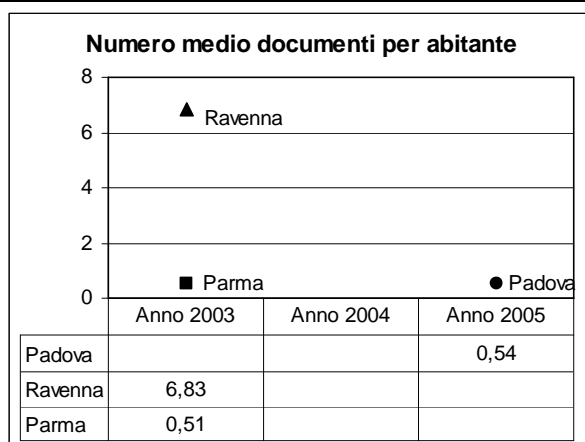 Numero medio documenti per abitante
8
6
4
2
0
Ravenna
Parma
Padova
Anno 2003 Anno 2004 Anno 2005
Padova 0,54
Ravenna 6,83
Parma 0,51